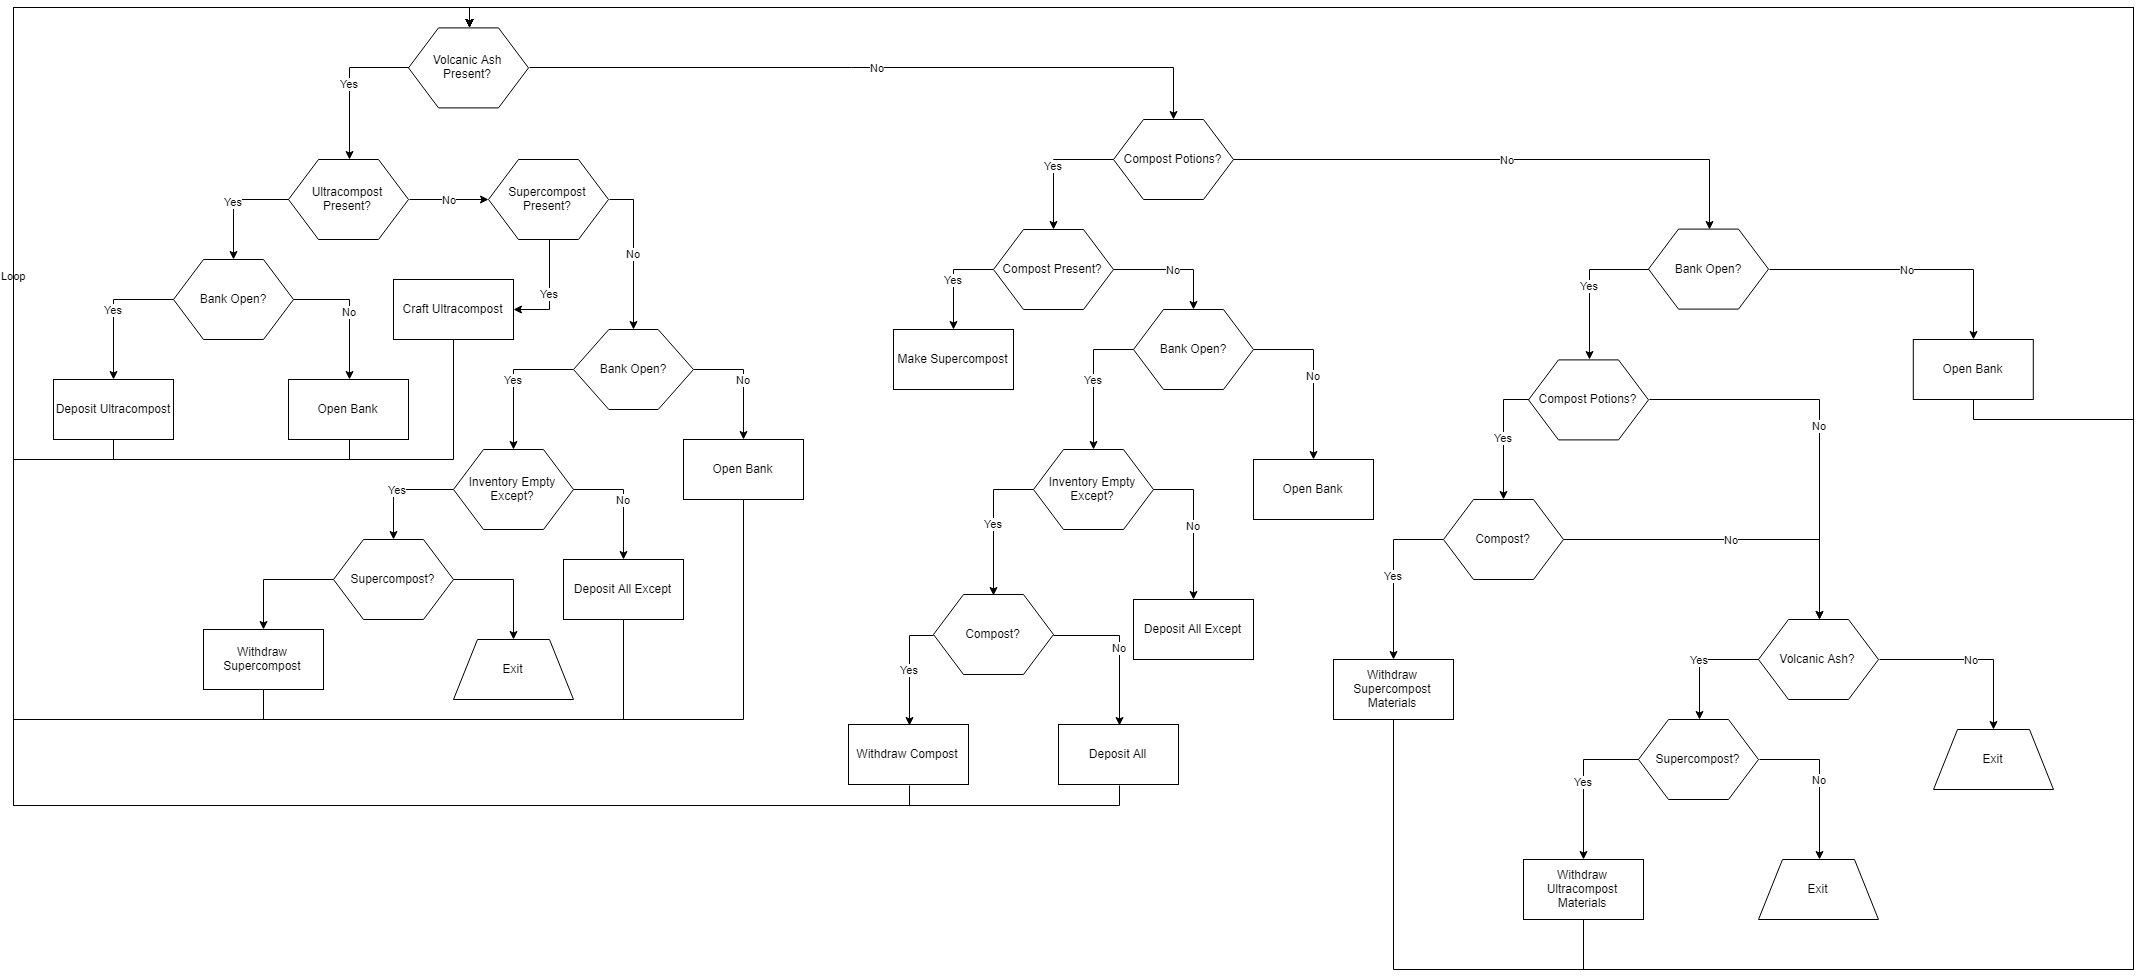 Volcanic Ash
Present?
Yes
No
Compost Potions?
Yes
No
Ultracompost
Present?
Yes
No
Supercompost
Present?
Yes
No
Loop
Bank Open?
Yes
No
Craft Ultracompost
Deposit Ultracompost
Open Bank
Bank Open?
Yes
No
Inventory Empty
Except?
Yes
No
Open Bank
Supercompost?
Deposit All Except
Withdraw
Supercompost
Exit
Compost Present?
Yes
No
Make Supercompost
Bank Open?
Yes
No
Inventory Empty
Except?
Yes
No
Open Bank
Compost?
Yes
No
Deposit All Except
Withdraw Compost
Deposit All
Bank Open?
Yes
No
Open Bank
Compost Potions?
Yes
No
Compost?
Yes
No
Withdraw
Supercompost
Materials
Volcanic Ash?
Yes
No
Supercompost?
Yes
No
Exit
Withdraw
Ultracompost
Materials
Exit